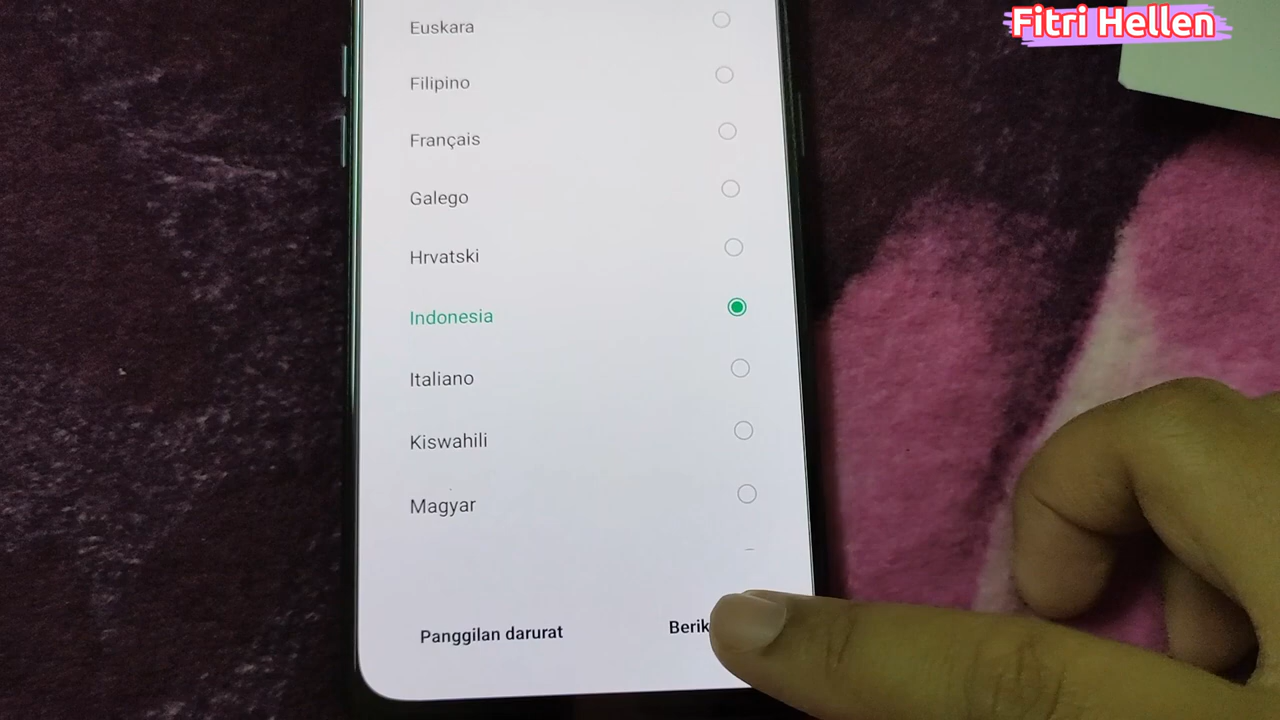 Fitri Hellen
Euskara
Filipino
Français
Galego
Hrvatski
Indonesia
Italiano
Kiswahili
Magyar
Panggilan darurat
Berik